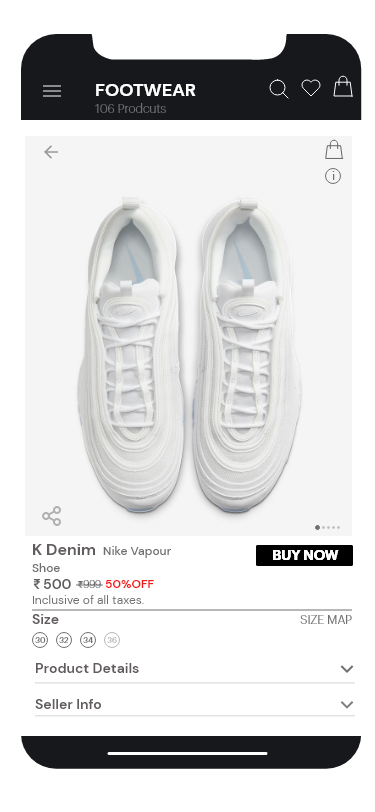 FOOTWEAR
106 Prodcuts
K Denim Nike Vapour
Shoe
₹ 500 ₹999 50%OFF
BUY NOW
Inclusive of all taxes.
Size SIZE MAP
30 32 34 36
Product Details
Seller Info